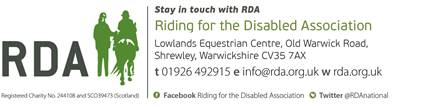 Stay in touch with RDA
Riding for the Disabled Association
Lowlands Equestrian Centre, Old Warwick Road,
Shrewley, Warwickshire CV35 7AX
t 01926 492915 e info@rda.org.uk w rda.org.uk
RDA
Registered Charity No. 244108 and SCO39473 (Scotland)
f Facebook Riding for the Disabled Association Twitter @RDAnational